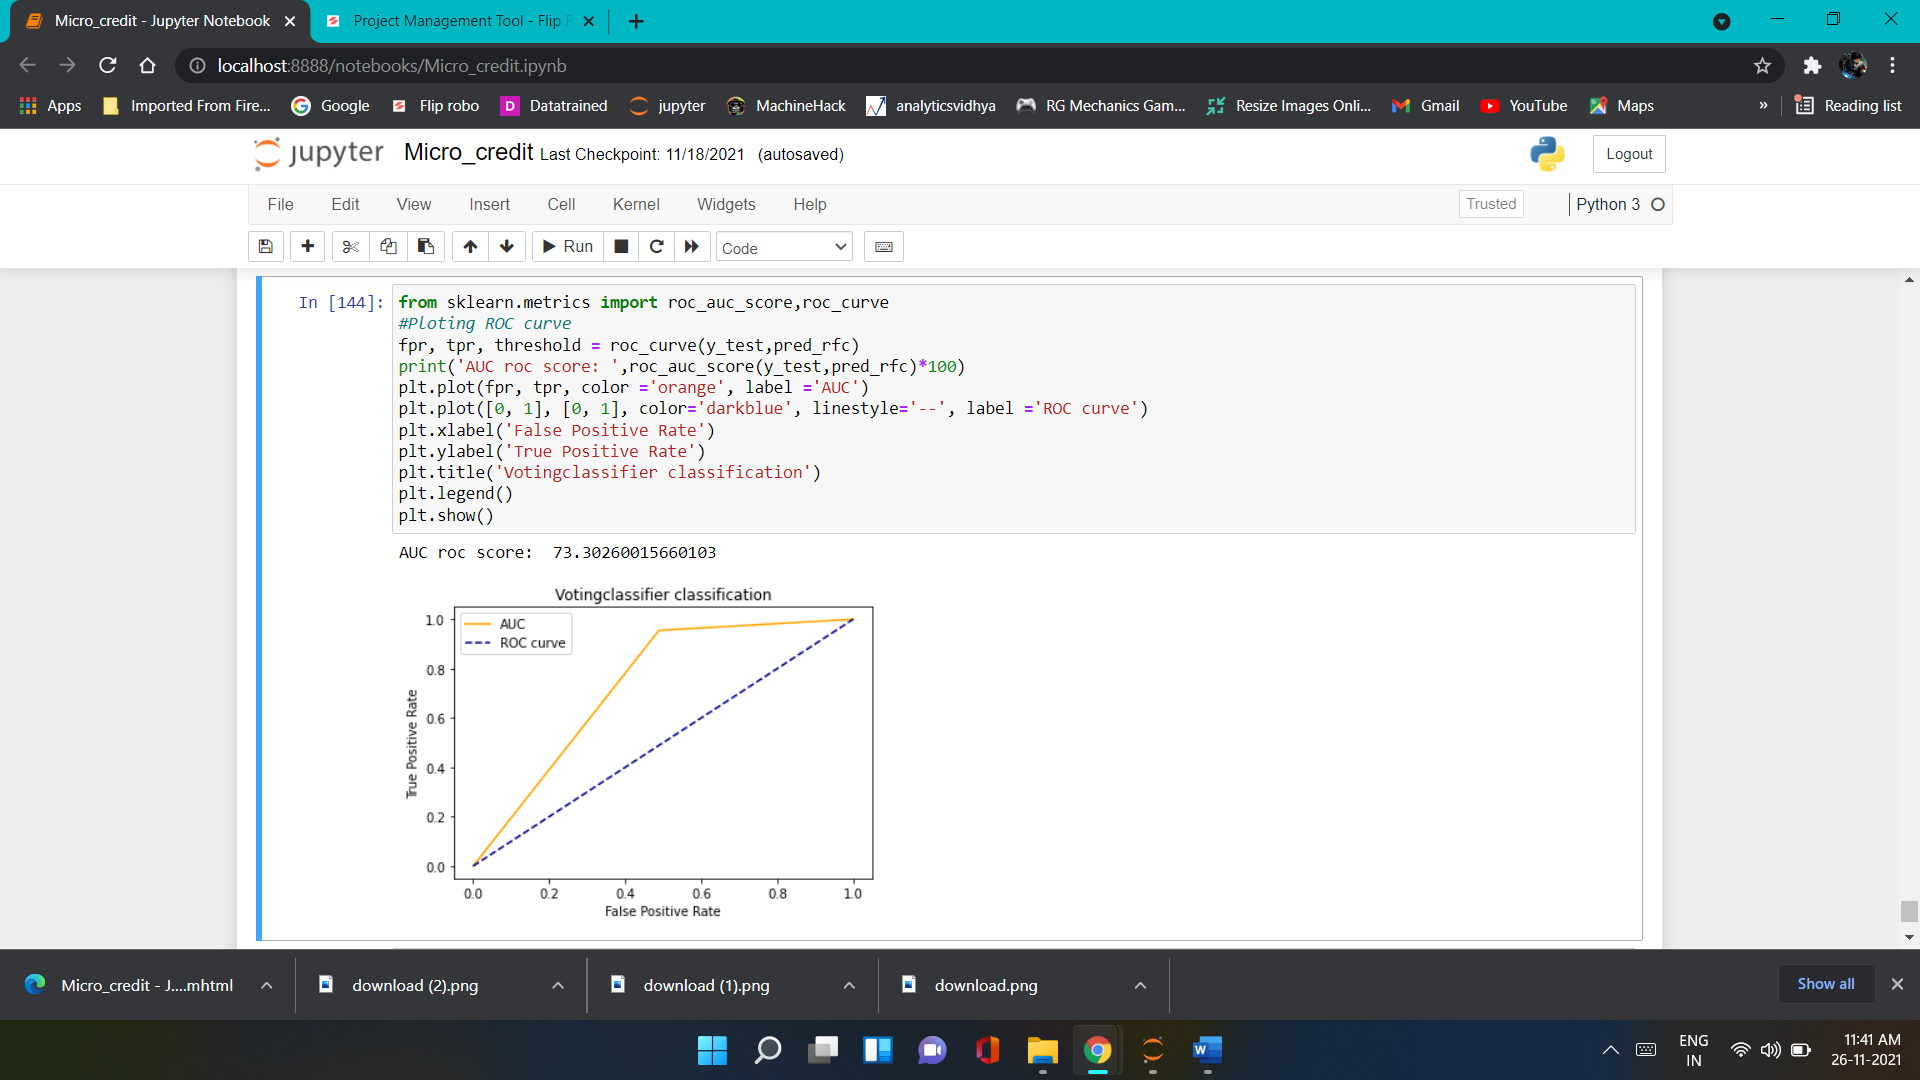 Micro_credit - Jupyter Notebook
Project Management Tool - Flip R
localhost:8888/notebooks/Micro_credit.ipynb
Apps
Imported From Fire...
Google
Flip robo
D
Datatrained
jupyter
MachineHack
analyticsvidhya
RG Mechanics Gam...
Resize Images Onli...
Gmail
YouTube
Maps
»
Reading list
jupyter
Micro_credit Last Checkpoint: 11/18/2021 (autosaved)
Logout
File Edit View Insert Cell Kernel Widgets Help
Trusted
Python 3
Run
Code
In [144]:
from sklearn.metrics import roc_auc_score,roc_curve
#Ploting ROC curve
fpr, tpr, threshold = roc_curve(y_test,pred_rfc)
print('AUC roc score: ',roc_auc_score(y_test,pred_rfc)*100)
plt.plot(fpr, tpr, color ='orange', label ='AUC')
plt.plot([0, 1], [0, 1], color='darkblue', linestyle='--', label ='ROC curve')
plt.xlabel('False Positive Rate')
plt.ylabel('True Positive Rate')
plt.title('Votingclassifier classification')
plt.legend()
plt.show()
AUC roc score:  73.30260015660103
Votingclassifier classification
AUC
ROC curve
1.0
0.8
0.6
0.4
0.2
0.0
True Positive Rate
0.0 0.2 0.4 0.6 0.8 1.0
False Positive Rate
Micro_credit - J....mhtml
download (2).png
download (1).png
download.png
Show all
W
ENG
IN
11:41 AM
26-11-2021